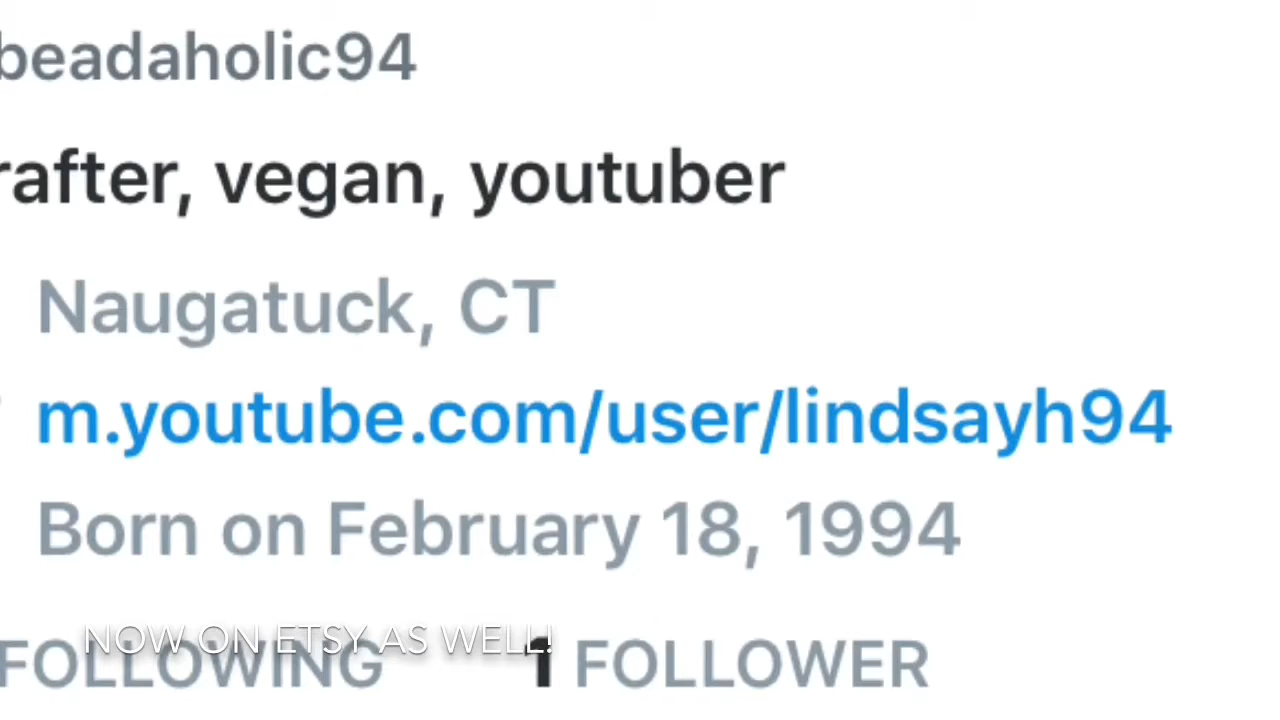 beadaholic94
rafter, vegan, youtuber
Naugatuck, CT
m.youtube.com/user/lindsayh94
Born on February 18, 1994
FOLLOWING 1 FOLLOWER
NOW ON ETSY AS WELL!